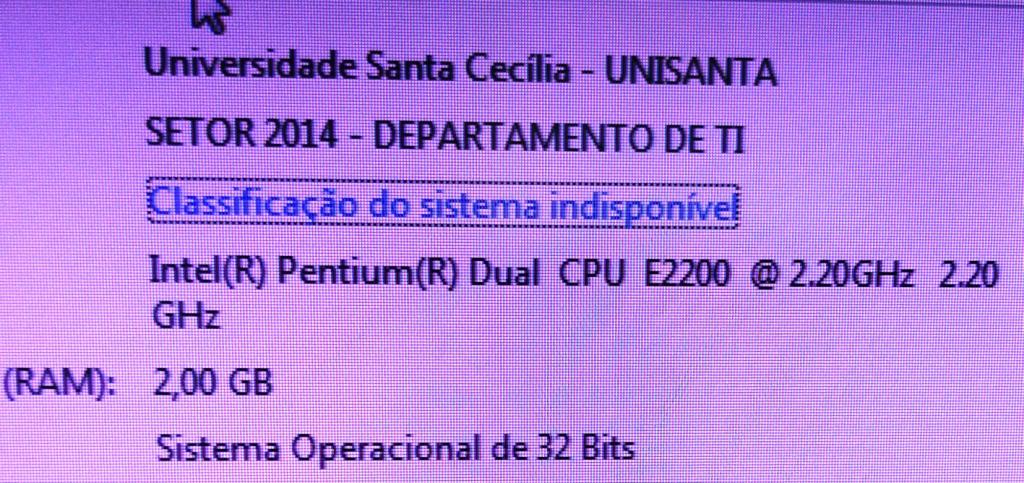 Universidade Santa Cecília - UNISANTA
SETOR 2014 - DEPARTAMENTO DE TI
Classificação do sistema indisponível
Intel(R) Pentium(R) Dual CPU E2200 @ 2.20GHz 2.20
GHz
(RAM): 2,00 GB
Sistema Operacional de 32 Bits